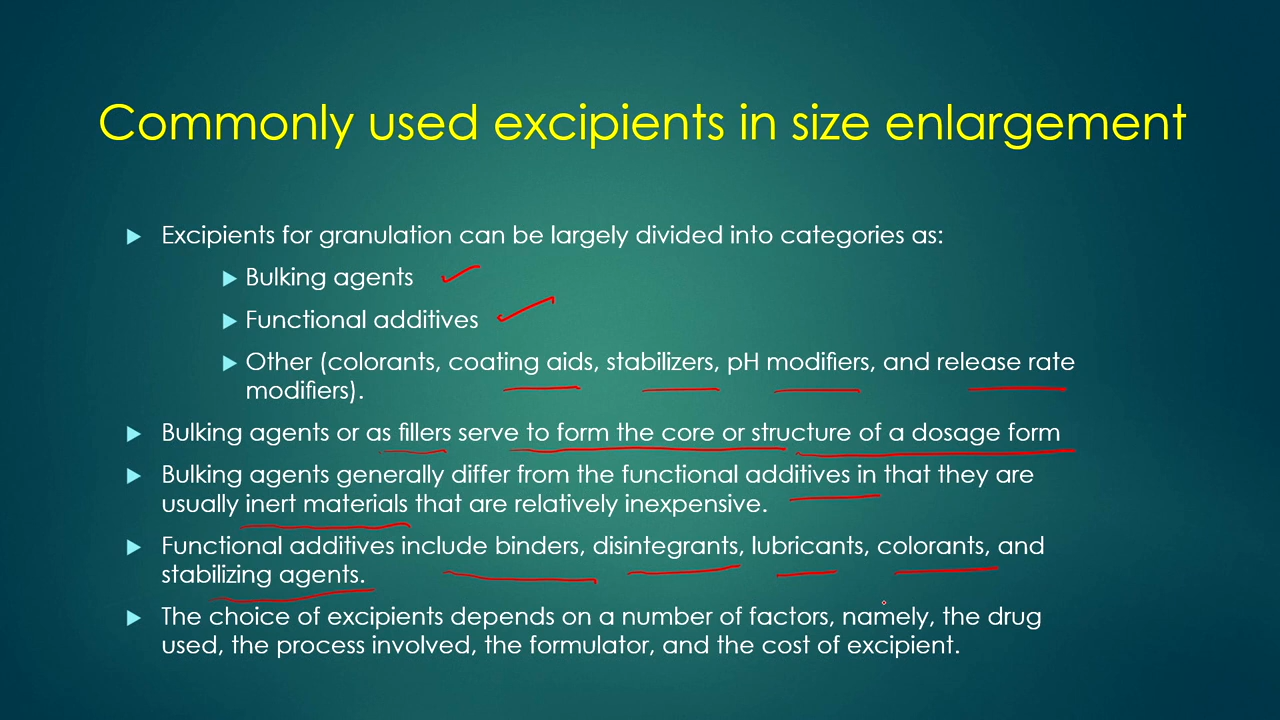 Commonly used excipients in size enlargement
Excipients for granulation can be largely divided into categories as:
Bulking agents
Functional additives
Other (colorants, coating aids, stabilizers, pH modifiers, and release rate
modifiers).
Bulking agents or as fillers serve to form the core or structure of a dosage form
Bulking agents generally differ from the functional additives in that they are
usually inert materials that are relatively inexpensive.
Functional additives include binders, disintegrants, lubricants, colorants, and
stabilizing agents.
The choice of excipients depends on a number of factors, namely, the drug
used, the process involved, the formulator, and the cost of excipient.